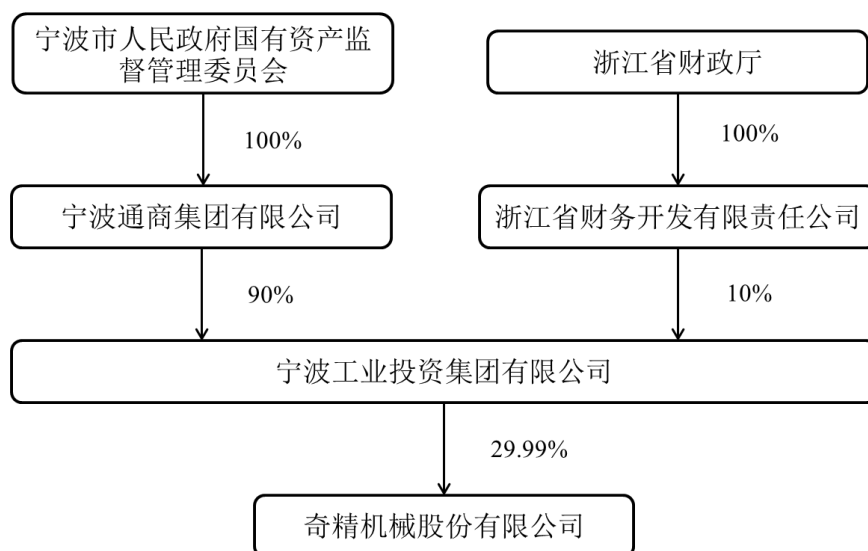 宁波市人民政府国有资产监
督管理委员会
浙江省财政厅
100%
100%
宁波通商集团有限公司
浙江省财务开发有限责任公司
90%
10%
宁波工业投资集团有限公司
29.99%
奇精机械股份有限公司